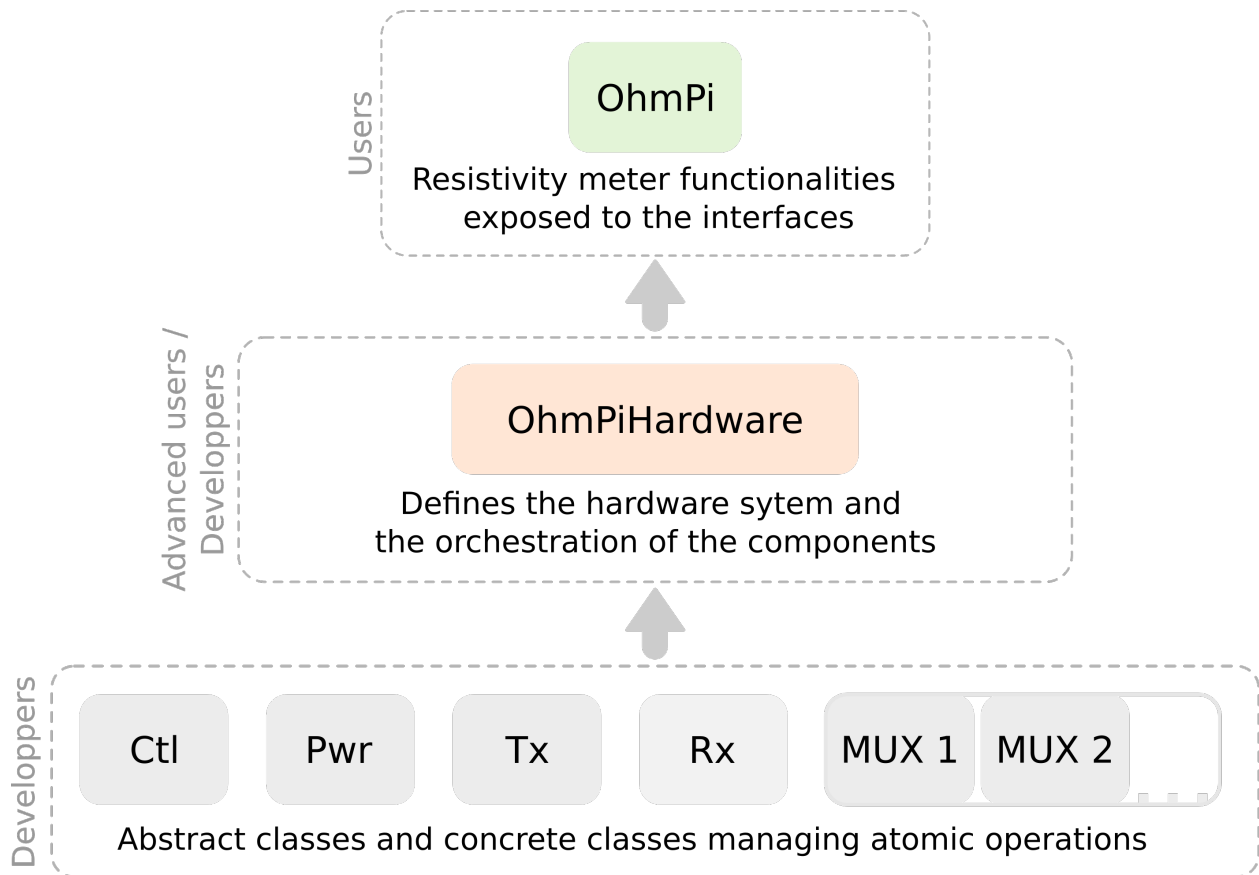 Users
OhmPi
Resistivity meter functionalities
exposed to the interfaces
Advanced users /
Developpers
OhmPiHardware
Defines the hardware sytem and
the orchestration of the components
Developpers
Ctl
Pwr
Tx
Rx
MUX 1
MUX 2
...
Abstract classes and concrete classes managing atomic operations